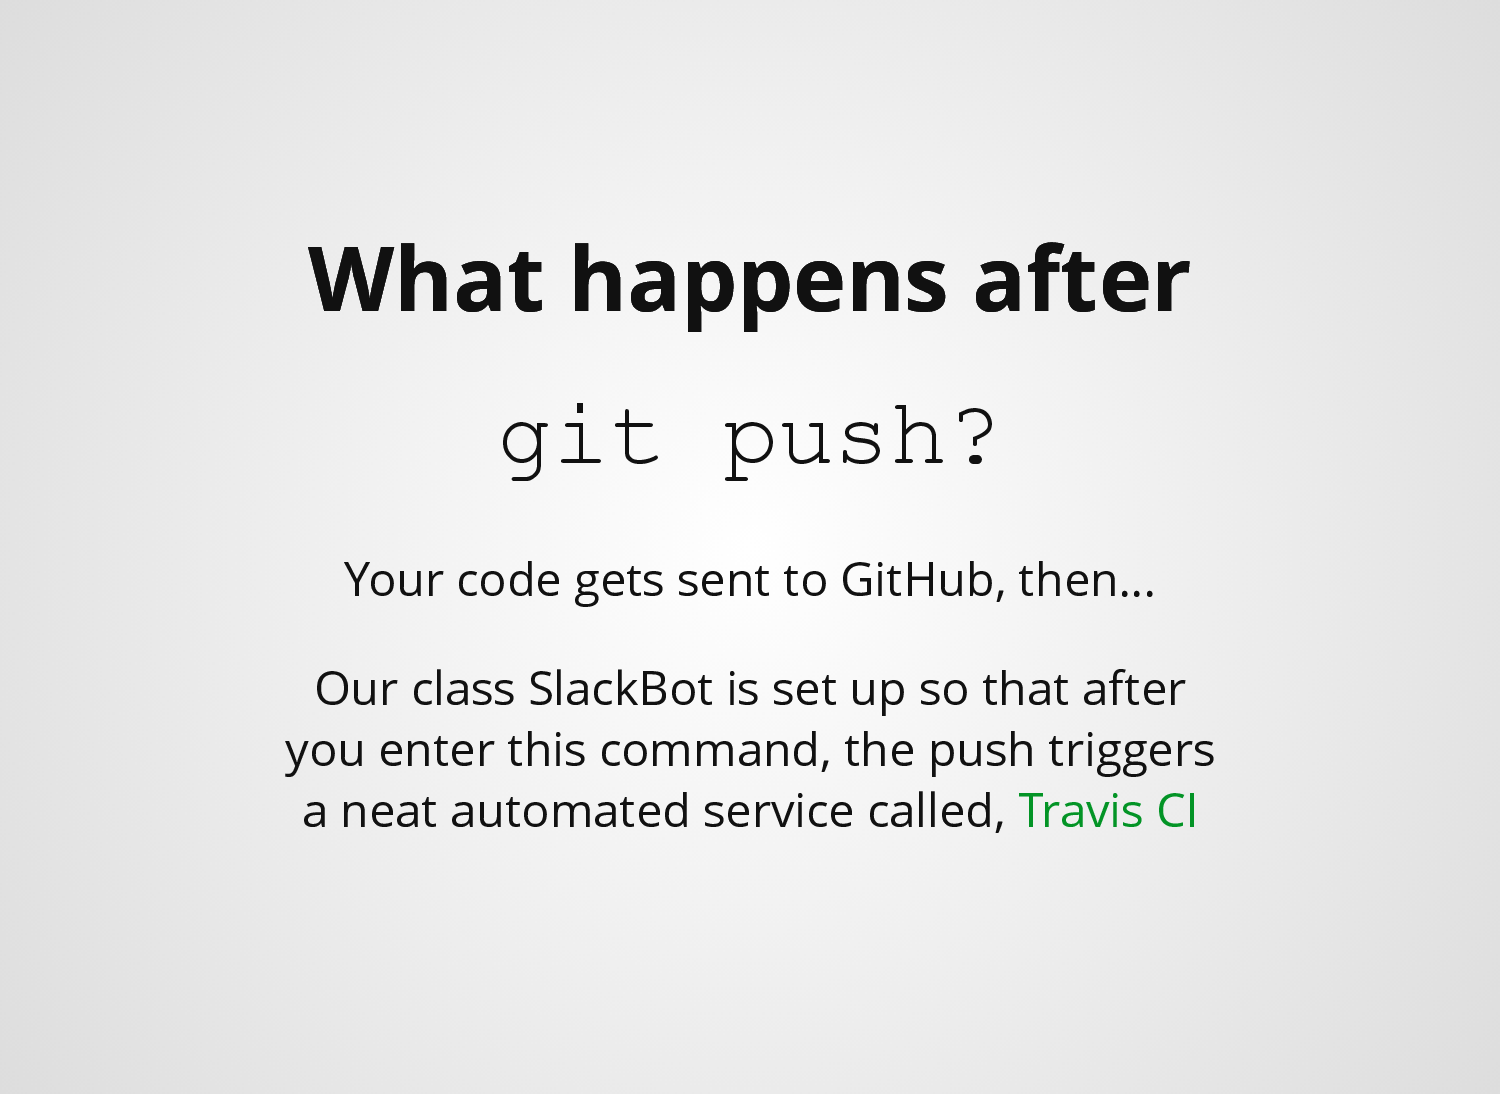 What happens after
git push?
Your code gets sent to GitHub, then...
Our class SlackBot is set up so that after
you enter this command, the push triggers
a neat automated service called, Travis CI